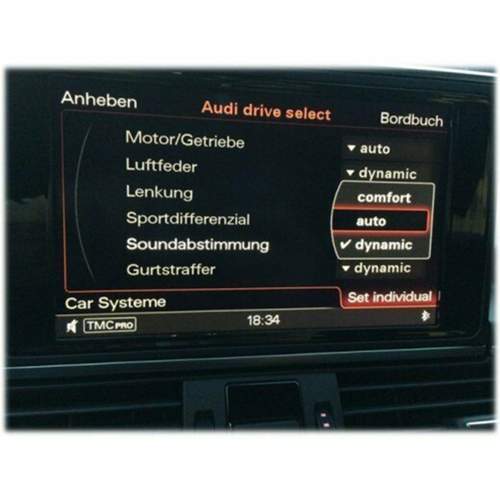 Anheben Audi drive select Bordbuch
Motor/Getriebe ▼ auto
Luftfeder ▼ dynamic
Lenkung comfort
Sportdifferenzial auto
Soundabstimmung ✔ dynamic
Gurtstraffer ▼ dynamic
Car Systeme Set individual
TMC PRO 18:34